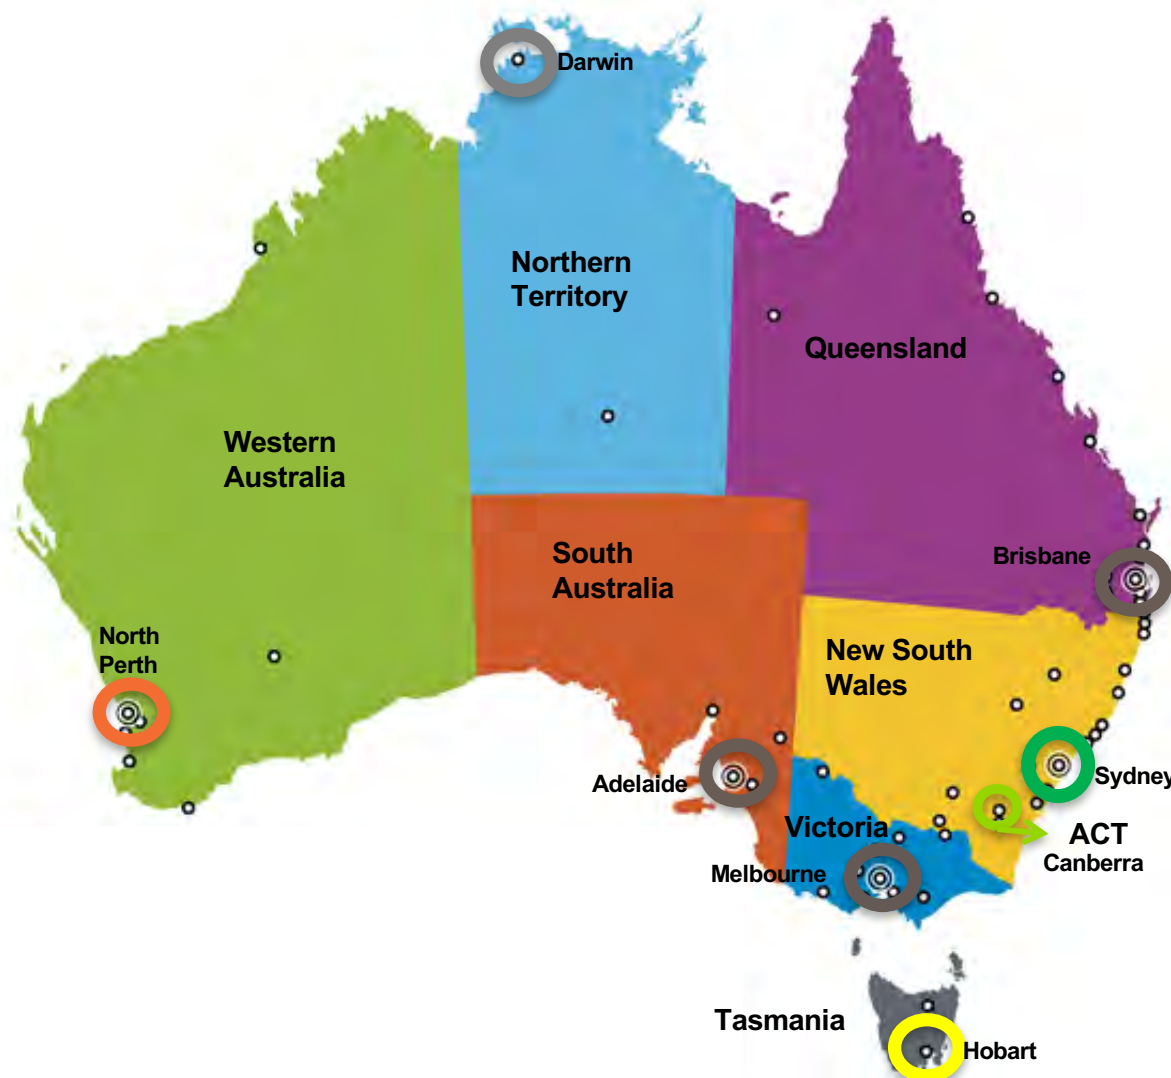 Darwin
Northern
Territory
Queensland
Western
Australia
South
Australia
Brisbane
North
Perth
New South
Wales
Adelaide
Sydney
Victoria
ACT
Canberra
Melbourne
Tasmania
Hobart